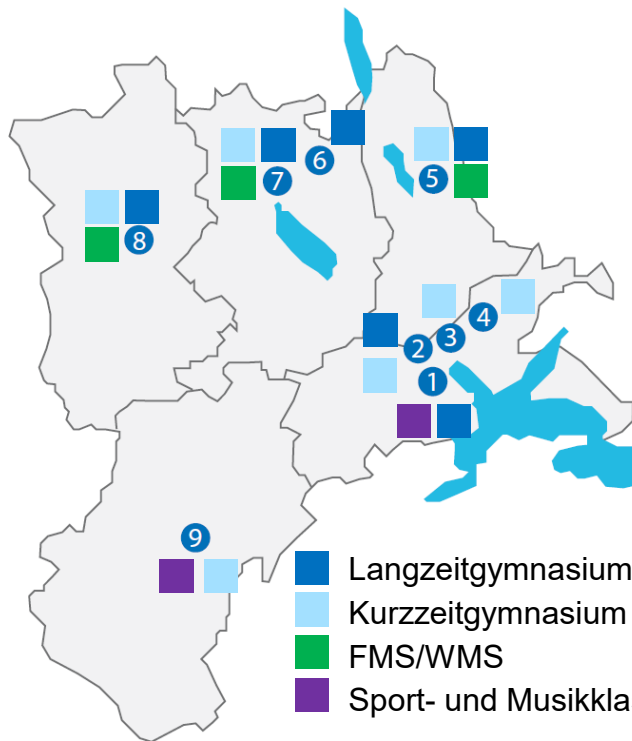 6
7
5
8
4
3
2
1
9
Langzeitgymnasium
Kurzzeitgymnasium
FMS/WMS
Sport- und Musikkla